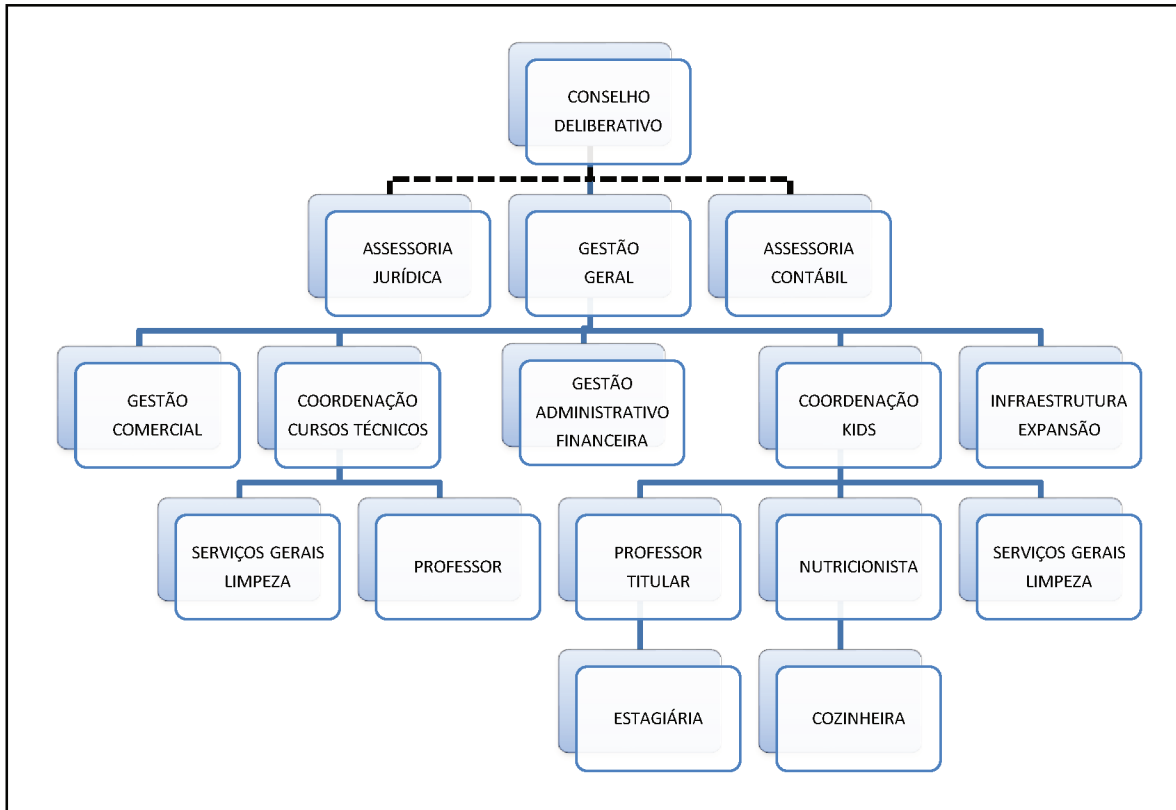 CONSELHO
DELIBERATIVO
ASSESSORIA
JURÍDICA
GESTÃO
GERAL
ASSESSORIA
CONTÁBIL
GESTÃO
COMERCIAL
COORDENAÇÃO
CURSOS TÉCNICOS
GESTÃO
ADMINISTRATIVO
FINANCEIRA
COORDENAÇÃO
KIDS
INFRAESTRUTURA
EXPANSÃO
SERVIÇOS GERAIS
LIMPEZA
PROFESSOR
PROFESSOR
TITULAR
NUTRICIONISTA
SERVIÇOS GERAIS
LIMPEZA
ESTAGIÁRIA
COZINHEIRA